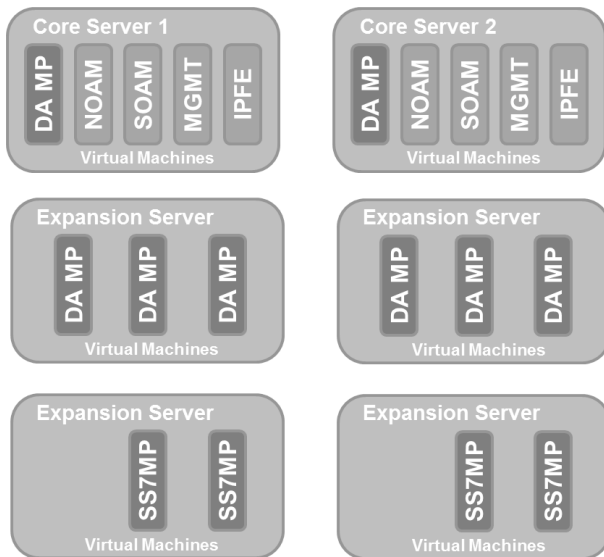 Core Server 1
DA MP
NOAM
SOAM
MGMT
IPFE
Virtual Machines
Core Server 2
DA MP
NOAM
SOAM
MGMT
IPFE
Virtual Machines
Expansion Server
DA MP
DA MP
DA MP
Virtual Machines
Expansion Server
DA MP
DA MP
DA MP
Virtual Machines
Expansion Server
SS7MP
SS7MP
Virtual Machines
Expansion Server
SS7MP
SS7MP
Virtual Machines